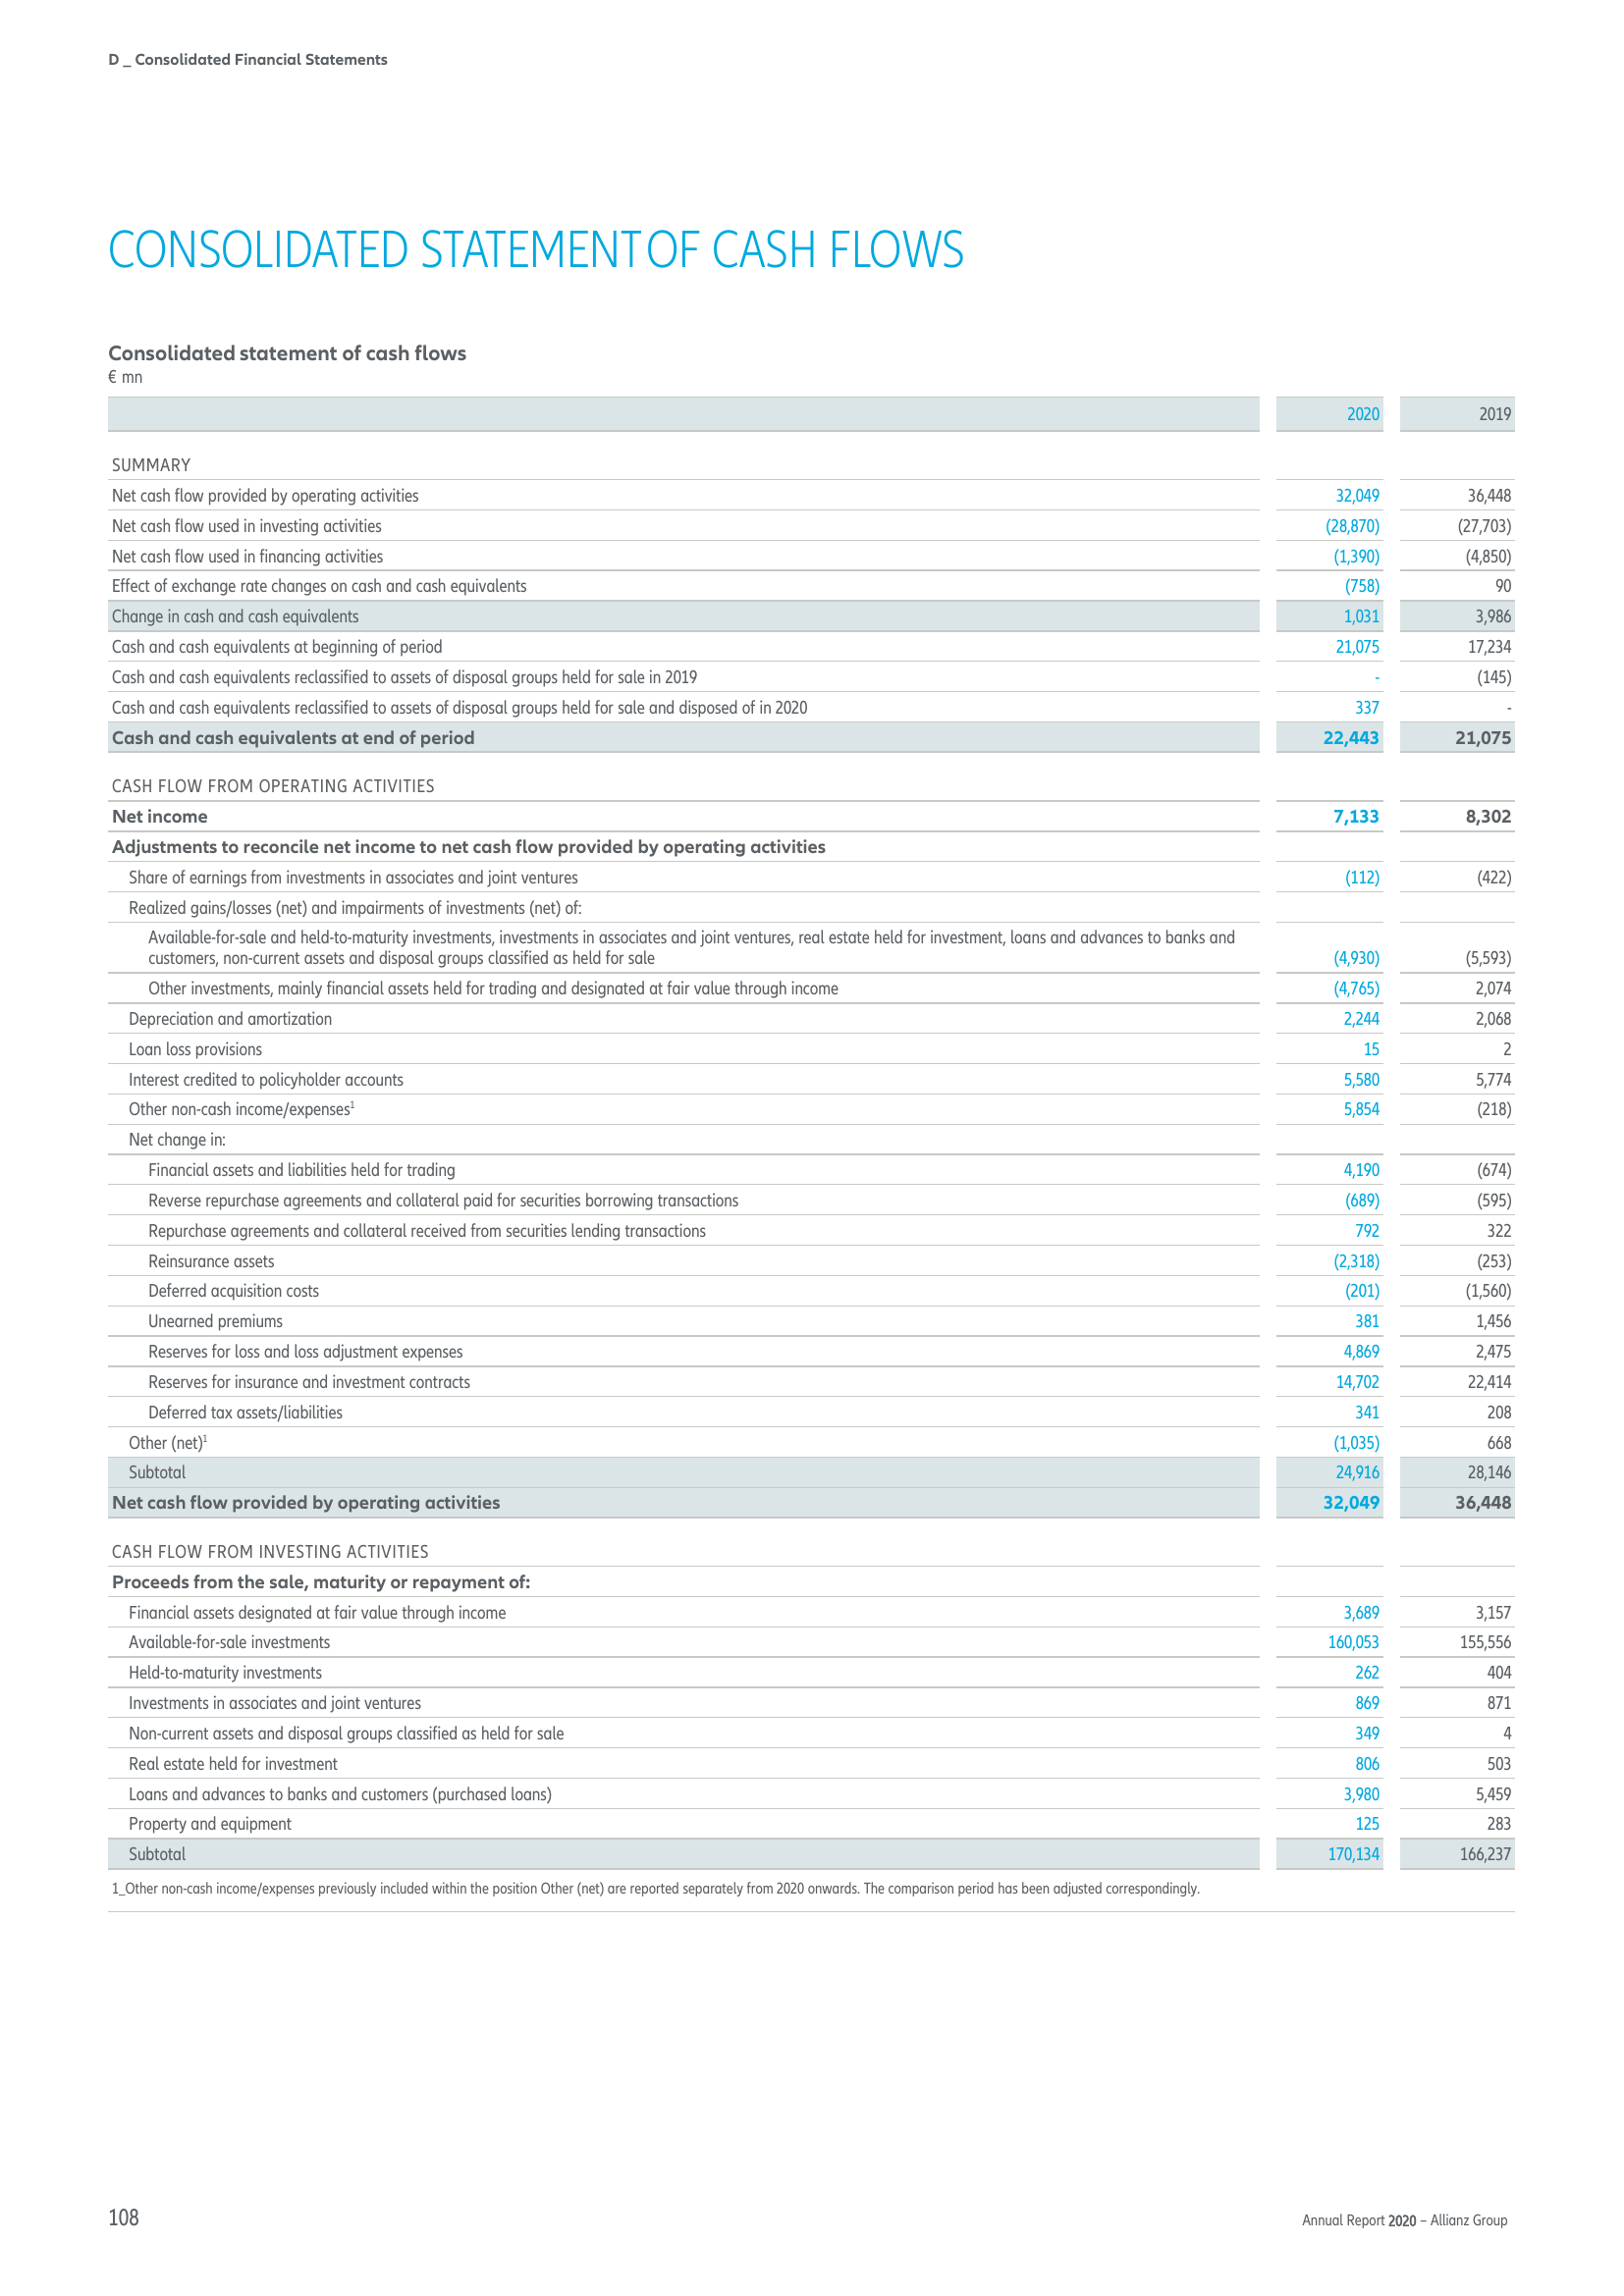 D _ Consolidated Financial Statements
CONSOLIDATED STATEMENT OF CASH FLOWS
Consolidated statement of cash flows
€ mn
2020 2019
SUMMARY
Net cash flow provided by operating activities 32,049 36,448
Net cash flow used in investing activities (28,870) (27,703)
Net cash flow used in financing activities (1,390) (4,850)
Effect of exchange rate changes on cash and cash equivalents (758) 90
Change in cash and cash equivalents 1,031 3,986
Cash and cash equivalents at beginning of period 21,075 17,234
Cash and cash equivalents reclassified to assets of disposal groups held for sale in 2019 - (145)
Cash and cash equivalents reclassified to assets of disposal groups held for sale and disposed of in 2020 337 -
Cash and cash equivalents at end of period 22,443 21,075
CASH FLOW FROM OPERATING ACTIVITIES
Net income 7,133 8,302
Adjustments to reconcile net income to net cash flow provided by operating activities
Share of earnings from investments in associates and joint ventures (112) (422)
Realized gains/losses (net) and impairments of investments (net) of:
Available-for-sale and held-to-maturity investments, investments in associates and joint ventures, real estate held for investment, loans and advances to banks and
customers, non-current assets and disposal groups classified as held for sale (4,930) (5,593)
Other investments, mainly financial assets held for trading and designated at fair value through income (4,765) 2,074
Depreciation and amortization 2,244 2,068
Loan loss provisions 15 2
Interest credited to policyholder accounts 5,580 5,774
Other non-cash income/expenses1 5,854 (218)
Net change in:
Financial assets and liabilities held for trading 4,190 (674)
Reverse repurchase agreements and collateral paid for securities borrowing transactions (689) (595)
Repurchase agreements and collateral received from securities lending transactions 792 322
Reinsurance assets (2,318) (253)
Deferred acquisition costs (201) (1,560)
Unearned premiums 381 1,456
Reserves for loss and loss adjustment expenses 4,869 2,475
Reserves for insurance and investment contracts 14,702 22,414
Deferred tax assets/liabilities 341 208
Other (net)1 (1,035) 668
Subtotal 24,916 28,146
Net cash flow provided by operating activities 32,049 36,448
CASH FLOW FROM INVESTING ACTIVITIES
Proceeds from the sale, maturity or repayment of:
Financial assets designated at fair value through income 3,689 3,157
Available-for-sale investments 160,053 155,556
Held-to-maturity investments 262 404
Investments in associates and joint ventures 869 871
Non-current assets and disposal groups classified as held for sale 349 4
Real estate held for investment 806 503
Loans and advances to banks and customers (purchased loans) 3,980 5,459
Property and equipment 125 283
Subtotal 170,134 166,237
1_Other non-cash income/expenses previously included within the position Other (net) are reported separately from 2020 onwards. The comparison period has been adjusted correspondingly.
108
Annual Report 2020 – Allianz Group